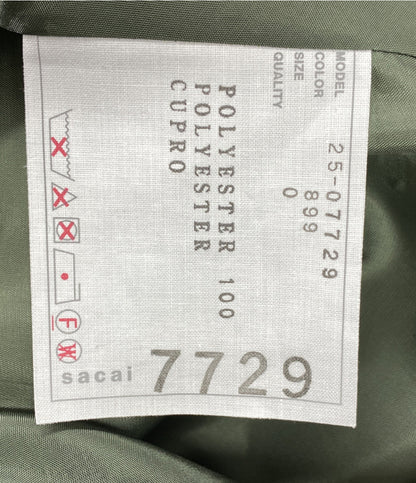 MODEL 25-07729
COLOR 899
SIZE 0
QUALITY
POLYESTER 100
POLYESTER
CUPRO
F
W
sacai 7729